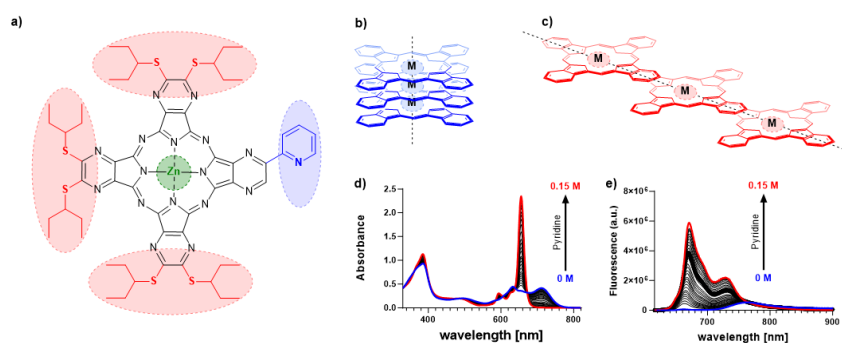 a)
S
S
N
N
N
N
N
N
N
N
N
Zn
N
N
N
N
N
N
N
N
S
S
S
S
b)
M
M
M
c)
M
M
M
d)
Absorbance
2.5
2.0
1.5
1.0
0.5
0.0
400
600
800
wavelength [nm]
0.15 M
Pyridine
0 M
e)
Fluorescence (a.u.)
8×10⁶
6×10⁶
4×10⁶
2×10⁶
0
700
800
900
wavelength [nm]
0.15 M
Pyridine
0 M